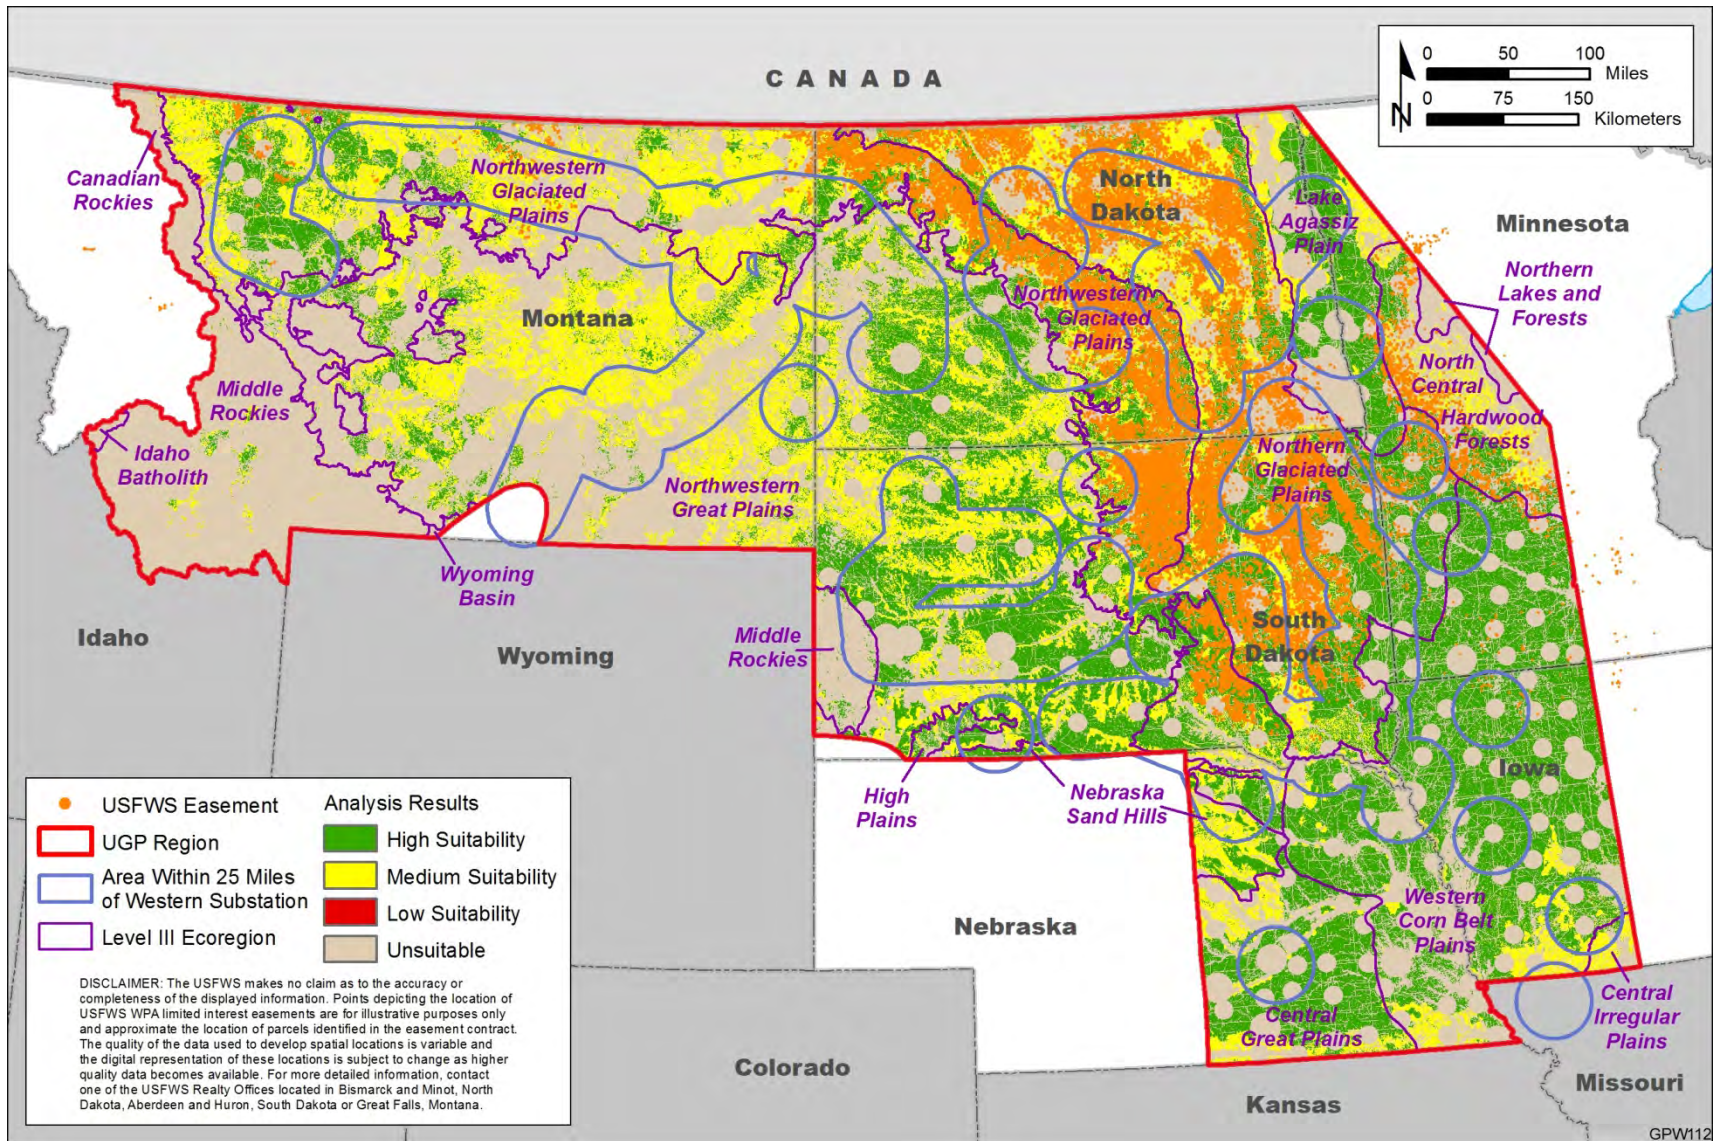 C A N A D A
0 50 100
Miles
0 75 150
Kilometers
N
Canadian
Rockies
Northwestern
Glaciated
Plains
North
Dakota
Lake
Agassiz
Plain
Minnesota
Northern
Lakes and
Forests
Montana
Northwestern
Glaciated
Plains
North
Central
Hardwood
Forests
Middle
Rockies
Idaho
Batholith
Northwestern
Great Plains
Northern
Glaciated
Plains
Wyoming
Basin
Idaho
Wyoming
Middle
Rockies
South
Dakota
Iowa
High
Plains
Nebraska
Sand Hills
Nebraska
Western
Corn Belt
Plains
Central
Great Plains
Central
Irregular
Plains
Colorado
Kansas
Missouri
USFWS Easement
UGP Region
Area Within 25 Miles
of Western Substation
Level III Ecoregion
Analysis Results
High Suitability
Medium Suitability
Low Suitability
Unsuitable
DISCLAIMER: The USFWS makes no claim as to the accuracy or
completeness of the displayed information. Points depicting the location of
USFWS WPA limited interest easements are for illustrative purposes only
and approximate the location of parcels identified in the easement contract.
The quality of the data used to develop spatial locations is variable and
the digital representation of these locations is subject to change as higher
quality data becomes available. For more detailed information, contact
one of the USFWS Realty Offices located in Bismarck and Minot, North
Dakota, Aberdeen and Huron, South Dakota or Great Falls, Montana.
GPW112